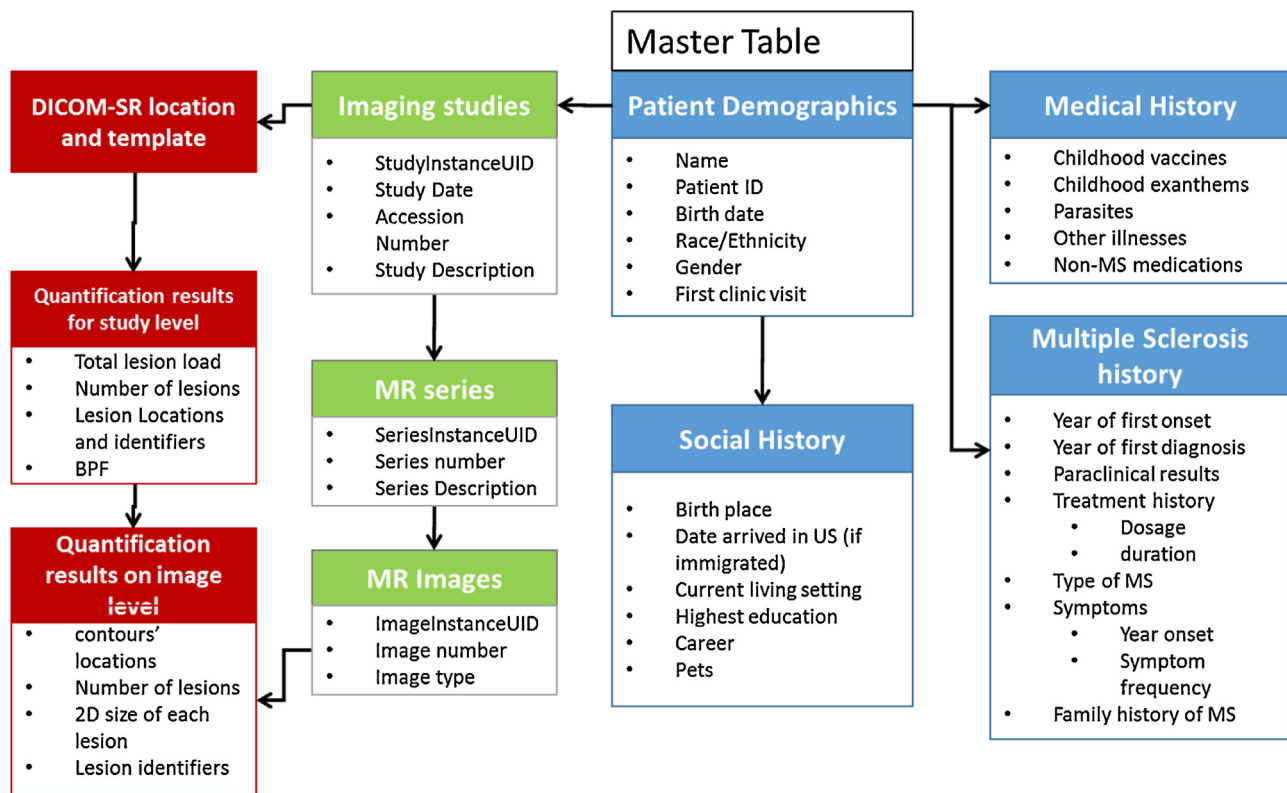 Master Table
DICOM-SR location
and template
Imaging studies
• StudyInstanceUID
• Study Date
• Accession
Number
• Study Description
Patient Demographics
• Name
• Patient ID
• Birth date
• Race/Ethnicity
• Gender
• First clinic visit
Medical History
• Childhood vaccines
• Childhood exanthems
• Parasites
• Other illnesses
• Non-MS medications
Quantification results
for study level
• Total lesion load
• Number of lesions
• Lesion Locations
and identifiers
• BPF
MR series
• SeriesInstanceUID
• Series number
• Series Description
Social History
• Birth place
• Date arrived in US (if
immigrated)
• Current living setting
• Highest education
• Career
• Pets
Multiple Sclerosis
history
• Year of first onset
• Year of first diagnosis
• Paraclinical results
• Treatment history
• Dosage
• duration
• Type of MS
• Symptoms
• Year onset
• Symptom
frequency
• Family history of MS
Quantification
results on image
level
• contours'
locations
• Number of lesions
• 2D size of each
lesion
• Lesion identifiers
MR Images
• ImageInstanceUID
• Image number
• Image type